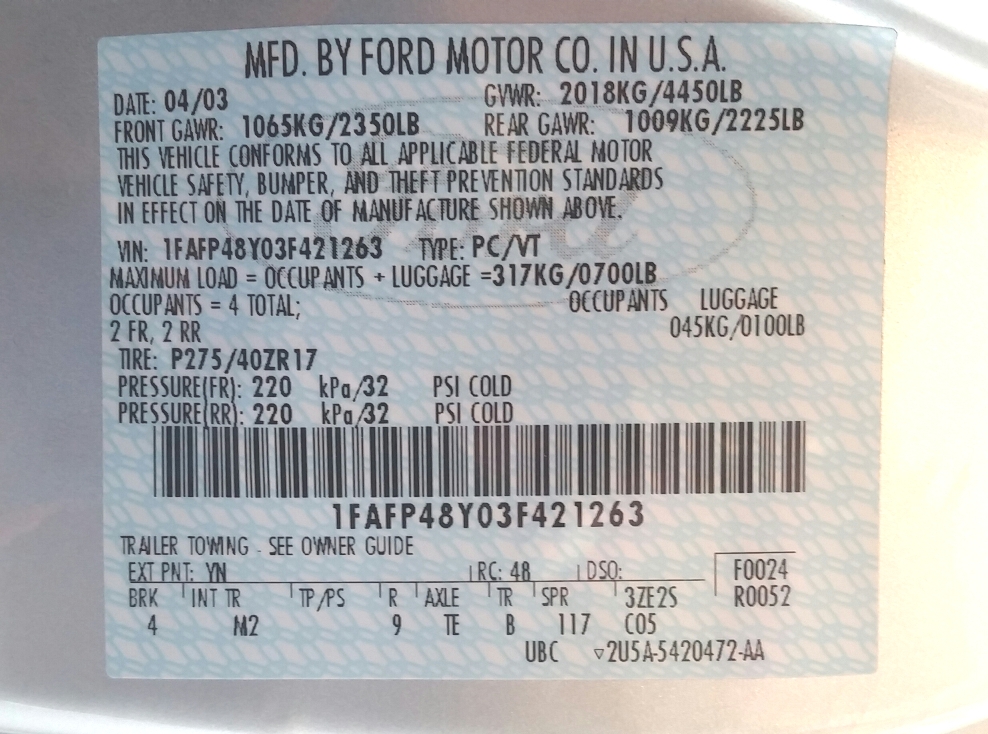 MFD. BY FORD MOTOR CO. IN U.S.A.
DATE: 04/03 GVWR: 2018KG/4450LB
FRONT GAWR: 1065KG/2350LB REAR GAWR: 1009KG/2225LB
THIS VEHICLE CONFORMS TO ALL APPLICABLE FEDERAL MOTOR
VEHICLE SAFETY, BUMPER, AND THEFT PREVENTION STANDARDS
IN EFFECT ON THE DATE OF MANUFACTURE SHOWN ABOVE.
VIN: 1FAFP48Y03F421263 TYPE: PC/VT
MAXIMUM LOAD = OCCUPANTS + LUGGAGE =317KG/0700LB
OCCUPANTS = 4 TOTAL; OCCUPANTS LUGGAGE
2 FR, 2 RR 045KG/0100LB
TIRE: P275/40ZR17
PRESSURE(FR): 220 kPa/32 PSI COLD
PRESSURE(RR): 220 kPa/32 PSI COLD
1FAFP48Y03F421263
TRAILER TOWING - SEE OWNER GUIDE
EXT PNT: YN RC: 48 DSO: F0024
BRK INT TR TP/PS R AXLE TR SPR 3ZE2S R0052
4 M2 9 TE B 117 C05
UBC ▿2U5A-5420472-AA